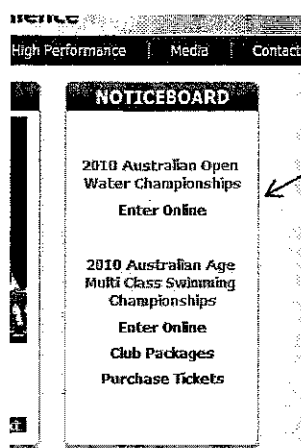 High Performance Media Contact
NOTICEBOARD
2010 Australian Open
Water Championships
Enter Online
2010 Australian Age
Multi Class Swimming
Championships
Enter Online
Club Packages
Purchase Tickets